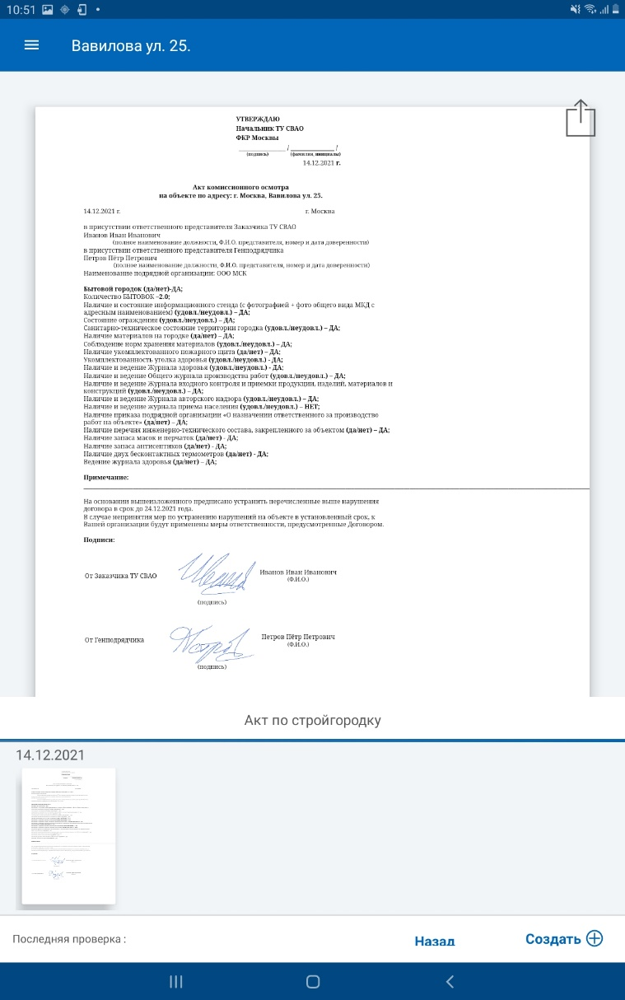 10:51
Вавилова ул. 25.
УТВЕРЖДАЮ
Начальник ТУ СВАО
ФКР Москвы
_______________ / ______________ /
(подпись) (фамилия, инициалы)
14.12.2021 г.
Акт комиссионного осмотра
на объекте по адресу: г. Москва, Вавилова ул. 25.
14.12.2021 г. г. Москва
в присутствии ответственного представителя Заказчика ТУ СВАО
Иванов Иван Иванович
(полное наименование должности, Ф.И.О. представителя, номер и дата доверенности)
в присутствии ответственного представителя Генподрядчика
Петров Пётр Петрович
(полное наименование должности, Ф.И.О. представителя, номер и дата доверенности)
Наименование подрядной организации: ООО МСК
Бытовой городок (да/нет)-ДА;
Количество БЫТОВОК –2.0;
Наличие и состояние информационного стенда (с фотографией + фото общего вида МКД с
адресным наименованием) (удовл./неудовл.) – ДА;
Состояние ограждения (удовл./неудовл.) – ДА;
Санитарно-техническое состояние территории городка (удовл./неудовл.) – ДА;
Наличие материалов на городке (да/нет) – ДА;
Соблюдение норм хранения материалов (удовл./неудовл.) – ДА;
Наличие укомплектованного пожарного щита (да/нет) – ДА;
Укомплектованность уголка здоровья (удовл./неудовл.) - ДА;
Наличие и ведение Журнала здоровья (удовл./неудовл.) - ДА;
Наличие и ведение Общего журнала производства работ (удовл./неудовл.) – ДА;
Наличие и ведение Журнала входного контроля и приемки продукции, изделий, материалов и
конструкций (удовл./неудовл.) – ДА;
Наличие и ведение Журнала авторского надзора (удовл./неудовл.) – ДА;
Наличие и ведение журнала приема населения (удовл./неудовл.) – НЕТ;
Наличие приказа подрядной организации «О назначении ответственного за производство
работ на объекте» (да/нет) – ДА;
Наличие перечня инженерно-технического состава, закрепленного за объектом (да/нет) – ДА;
Наличие запаса масок и перчаток (да/нет) - ДА;
Наличие запаса антисептиков (да/нет) - ДА;
Наличие двух бесконтактных термометров (да/нет) - ДА;
Ведение журнала здоровья (да/нет) – ДА;
Примечание:
На основании вышеизложенного предписано устранить перечисленные выше нарушения
договора в срок до 24.12.2021 года.
В случае непринятия мер по устранению нарушений на объекте в установленный срок, к
Вашей организации будут применены меры ответственности, предусмотренные Договором.
Подписи:
От Заказчика ТУ СВАО Иванов Иван Иванович
(Ф.И.О.)
(подпись)
От Генподрядчика Петров Пётр Петрович
(Ф.И.О.)
(подпись)
Акт по стройгородку
14.12.2021
Последняя проверка : Назад Создать